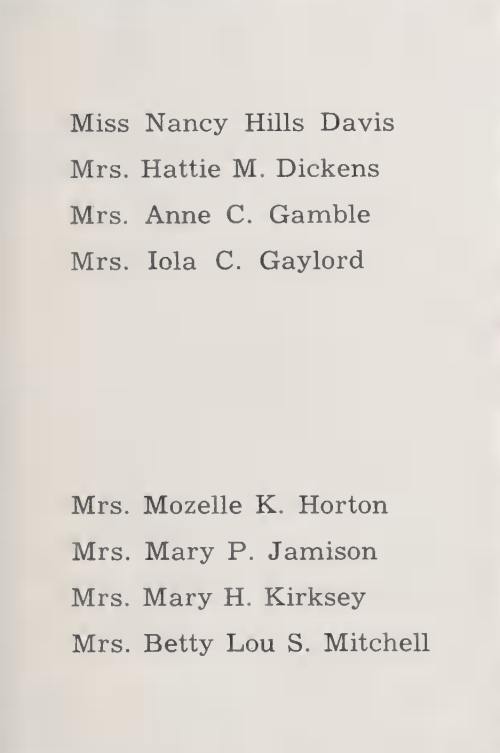 Miss Nancy Hills Davis
Mrs. Hattie M. Dickens
Mrs. Anne C. Gamble
Mrs. Iola C. Gaylord
Mrs. Mozelle K. Horton
Mrs. Mary P. Jamison
Mrs. Mary H. Kirksey
Mrs. Betty Lou S. Mitchell